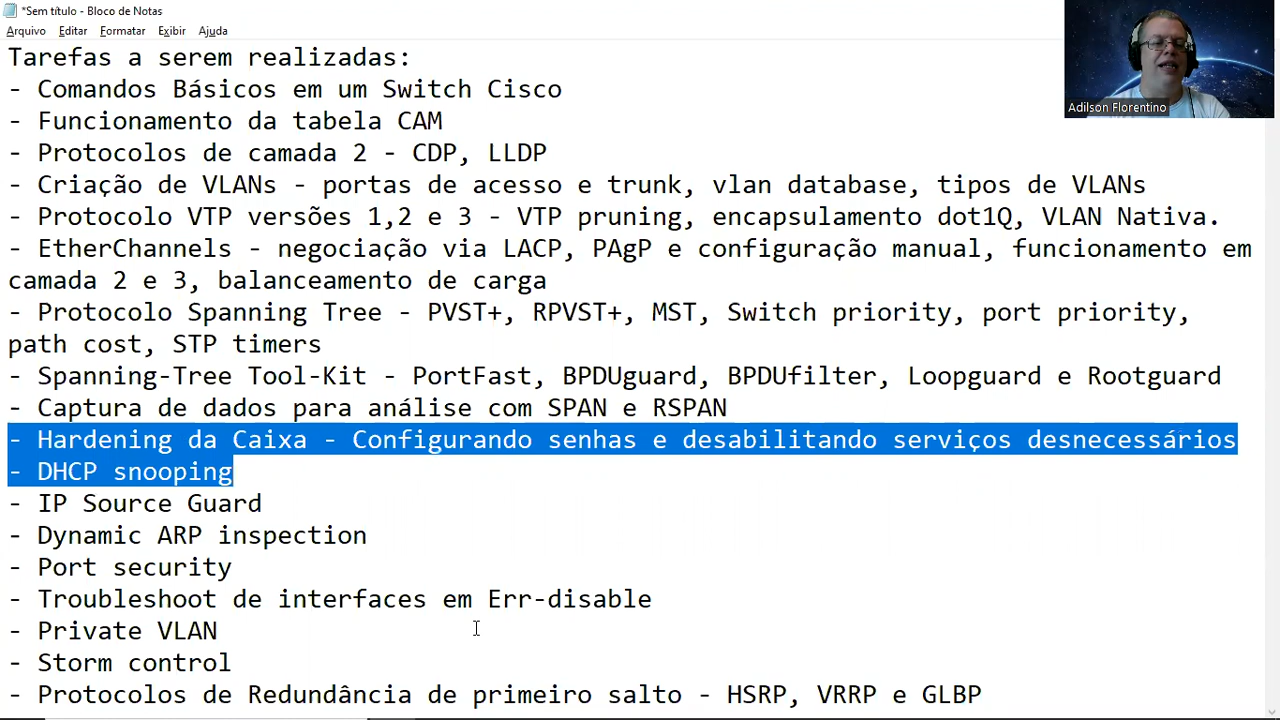 *Sem título - Bloco de Notas
Arquivo Editar Formatar Exibir Ajuda
Tarefas a serem realizadas:
- Comandos Básicos em um Switch Cisco
- Funcionamento da tabela CAM
- Protocolos de camada 2 - CDP, LLDP
- Criação de VLANs - portas de acesso e trunk, vlan database, tipos de VLANs
- Protocolo VTP versões 1,2 e 3 - VTP pruning, encapsulamento dot1Q, VLAN Nativa.
- EtherChannels - negociação via LACP, PAgP e configuração manual, funcionamento em
camada 2 e 3, balanceamento de carga
- Protocolo Spanning Tree - PVST+, RPVST+, MST, Switch priority, port priority,
path cost, STP timers
- Spanning-Tree Tool-Kit - PortFast, BPDUguard, BPDUfilter, Loopguard e Rootguard
- Captura de dados para análise com SPAN e RSPAN
- Hardening da Caixa - Configurando senhas e desabilitando serviços desnecessários
- DHCP snooping
- IP Source Guard
- Dynamic ARP inspection
- Port security
- Troubleshoot de interfaces em Err-disable
- Private VLAN
- Storm control
- Protocolos de Redundância de primeiro salto - HSRP, VRRP e GLBP
Adilson Florentino